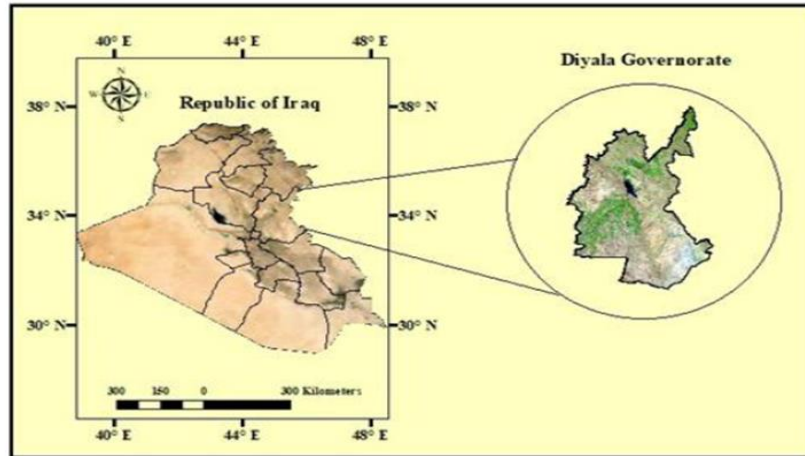 40° E 44° E 48° E
Diyala Governorate
N
W E
S
38° N Republic of Iraq 38° N
34° N 34° N
30° N 30° N
300 150 0 300 Kilometers
40° E 44° E 48° E